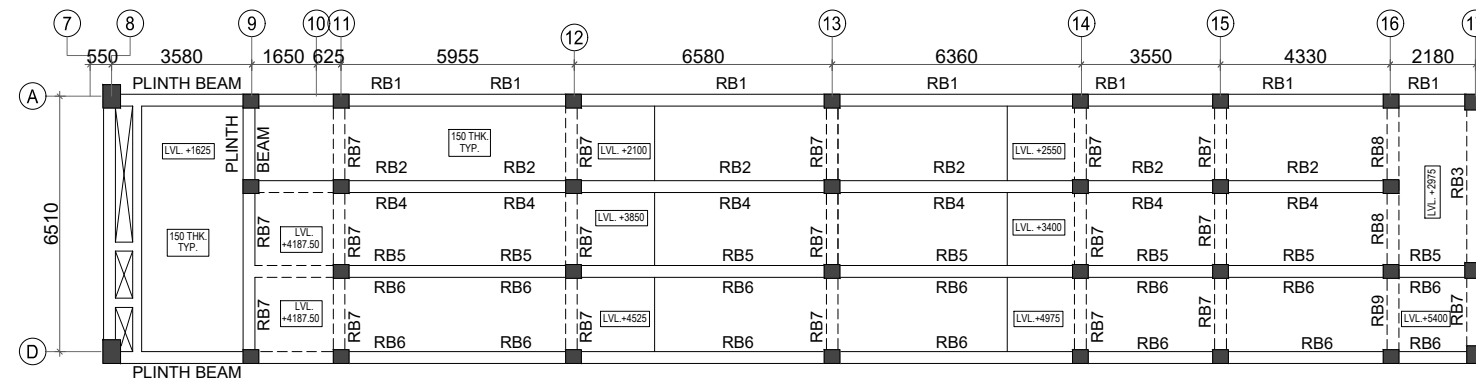 7 8 9 10 11 12 13 14 15 16
550 3580 1650 625 5955 6580 6360 3550 4330 2180
PLINTH BEAM RB1 RB1 RB1 RB1 RB1 RB1 RB1
A
LVL. +1625
PLINTH
BEAM
RB7
150 THK.
TYP.
RB7
LVL. +2100
RB7
LVL. +2550
RB7
RB7
RB8
LVL. +2975
RB3
RB2 RB2 RB2 RB2 RB2 RB2
6510
150 THK.
TYP.
RB4 RB4 RB4 RB4 RB4 RB4
RB7
LVL.
+4187.50
RB7
RB7
LVL. +3850
RB7
LVL. +3400
RB7
RB7
RB8
RB5 RB5 RB5 RB5 RB5 RB5 RB5
RB6 RB6 RB6 RB6 RB6 RB6 RB6
RB7
LVL.
+4187.50
RB7
RB7
LVL.+4525
RB7
LVL.+4975
RB7
RB7
RB9
LVL.+5400
RB7
RB6 RB6 RB6 RB6 RB6 RB6 RB6
D
PLINTH BEAM